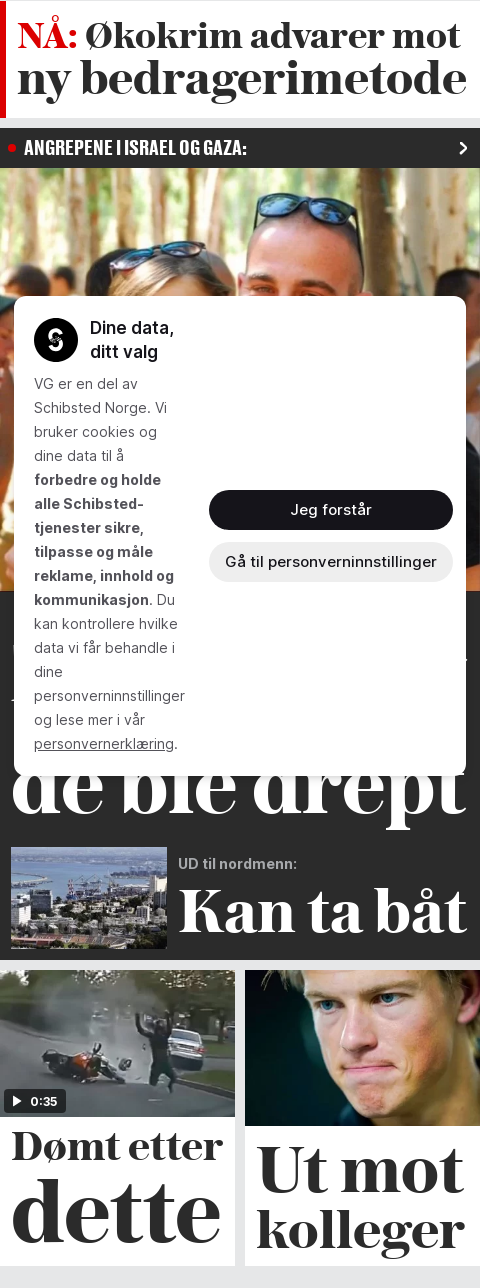 NÅ: Økokrim advarer mot
ny bedragerimetode
ANGREPENE I ISRAEL OG GAZA:
Dine data,
ditt valg
VG er en del av
Schibsted Norge. Vi
bruker cookies og
dine data til å
forbedre og holde
alle Schibsted-
tjenester sikre,
tilpasse og måle
reklame, innhold og
kommunikasjon. Du
kan kontrollere hvilke
data vi får behandle i
dine
personverninnstillinger
og lese mer i vår
personvernerklæring.
Jeg forstår
Gå til personverninnstillinger
de ble drept
UD til nordmenn:
Kan ta båt
0:35
Dømt etter
dette
Ut mot
kolleger